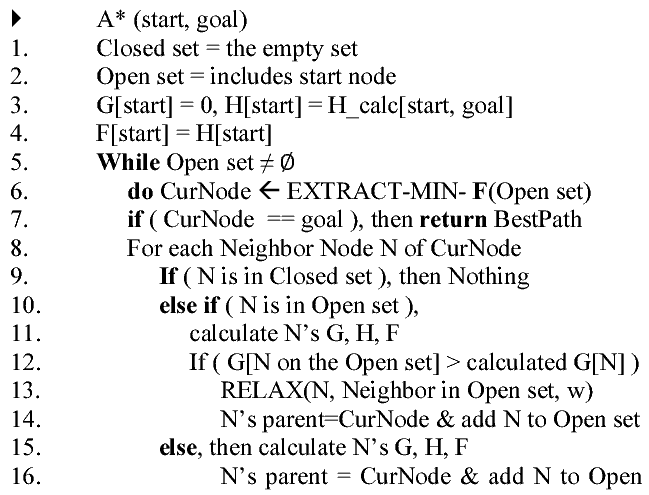 ▶ A* (start, goal)
1. Closed set = the empty set
2. Open set = includes start node
3. G[start] = 0, H[start] = H_calc[start, goal]
4. F[start] = H[start]
5. While Open set ≠ ∅
6. do CurNode ← EXTRACT-MIN- F(Open set)
7. if ( CurNode == goal ), then return BestPath
8. For each Neighbor Node N of CurNode
9. If ( N is in Closed set ), then Nothing
10. else if ( N is in Open set ),
11. calculate N's G, H, F
12. If ( G[N on the Open set] > calculated G[N] )
13. RELAX(N, Neighbor in Open set, w)
14. N's parent=CurNode & add N to Open set
15. else, then calculate N's G, H, F
16. N's parent = CurNode & add N to Open